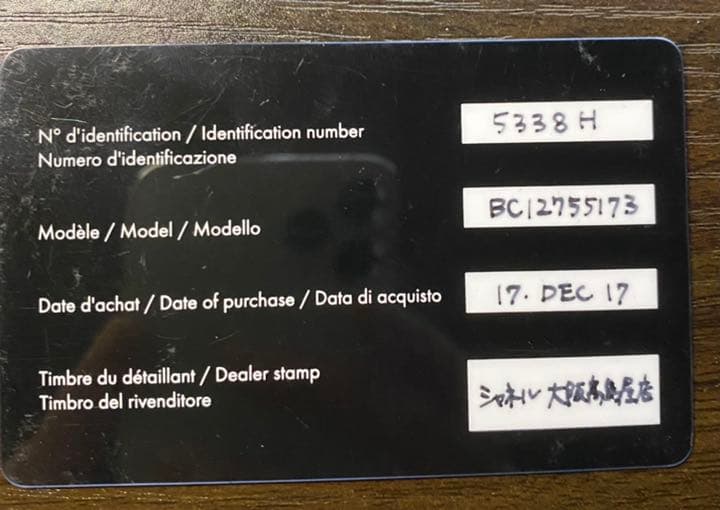 N° d'identification / Identification number
Numero d'identificazione
5338H
Modèle / Model / Modello
BC12755173
Date d'achat / Date of purchase / Data di acquisto
17. DEC 17
Timbre du détaillant / Dealer stamp
Timbro del rivenditore
シャネル 大阪髙島屋店